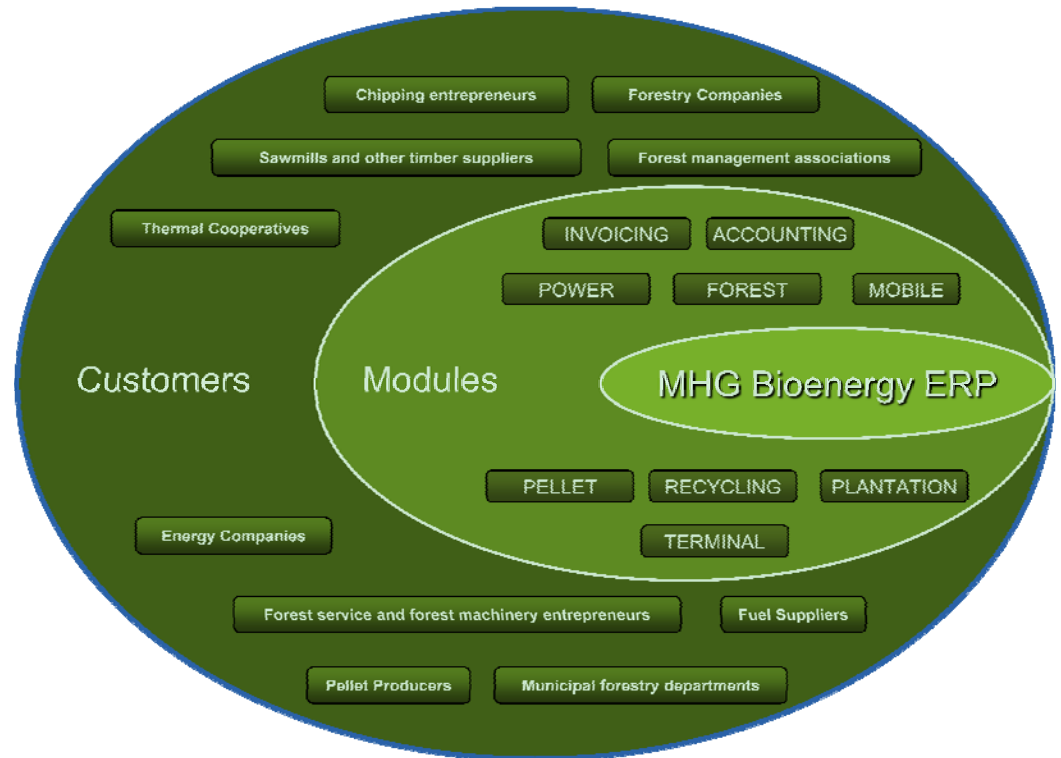 Chipping entrepreneurs
Forestry Companies
Sawmills and other timber suppliers
Forest management associations
Thermal Cooperatives
INVOICING
ACCOUNTING
POWER
FOREST
MOBILE
Customers
Modules
MHG Bioenergy ERP
PELLET
RECYCLING
PLANTATION
TERMINAL
Energy Companies
Forest service and forest machinery entrepreneurs
Fuel Suppliers
Pellet Producers
Municipal forestry departments